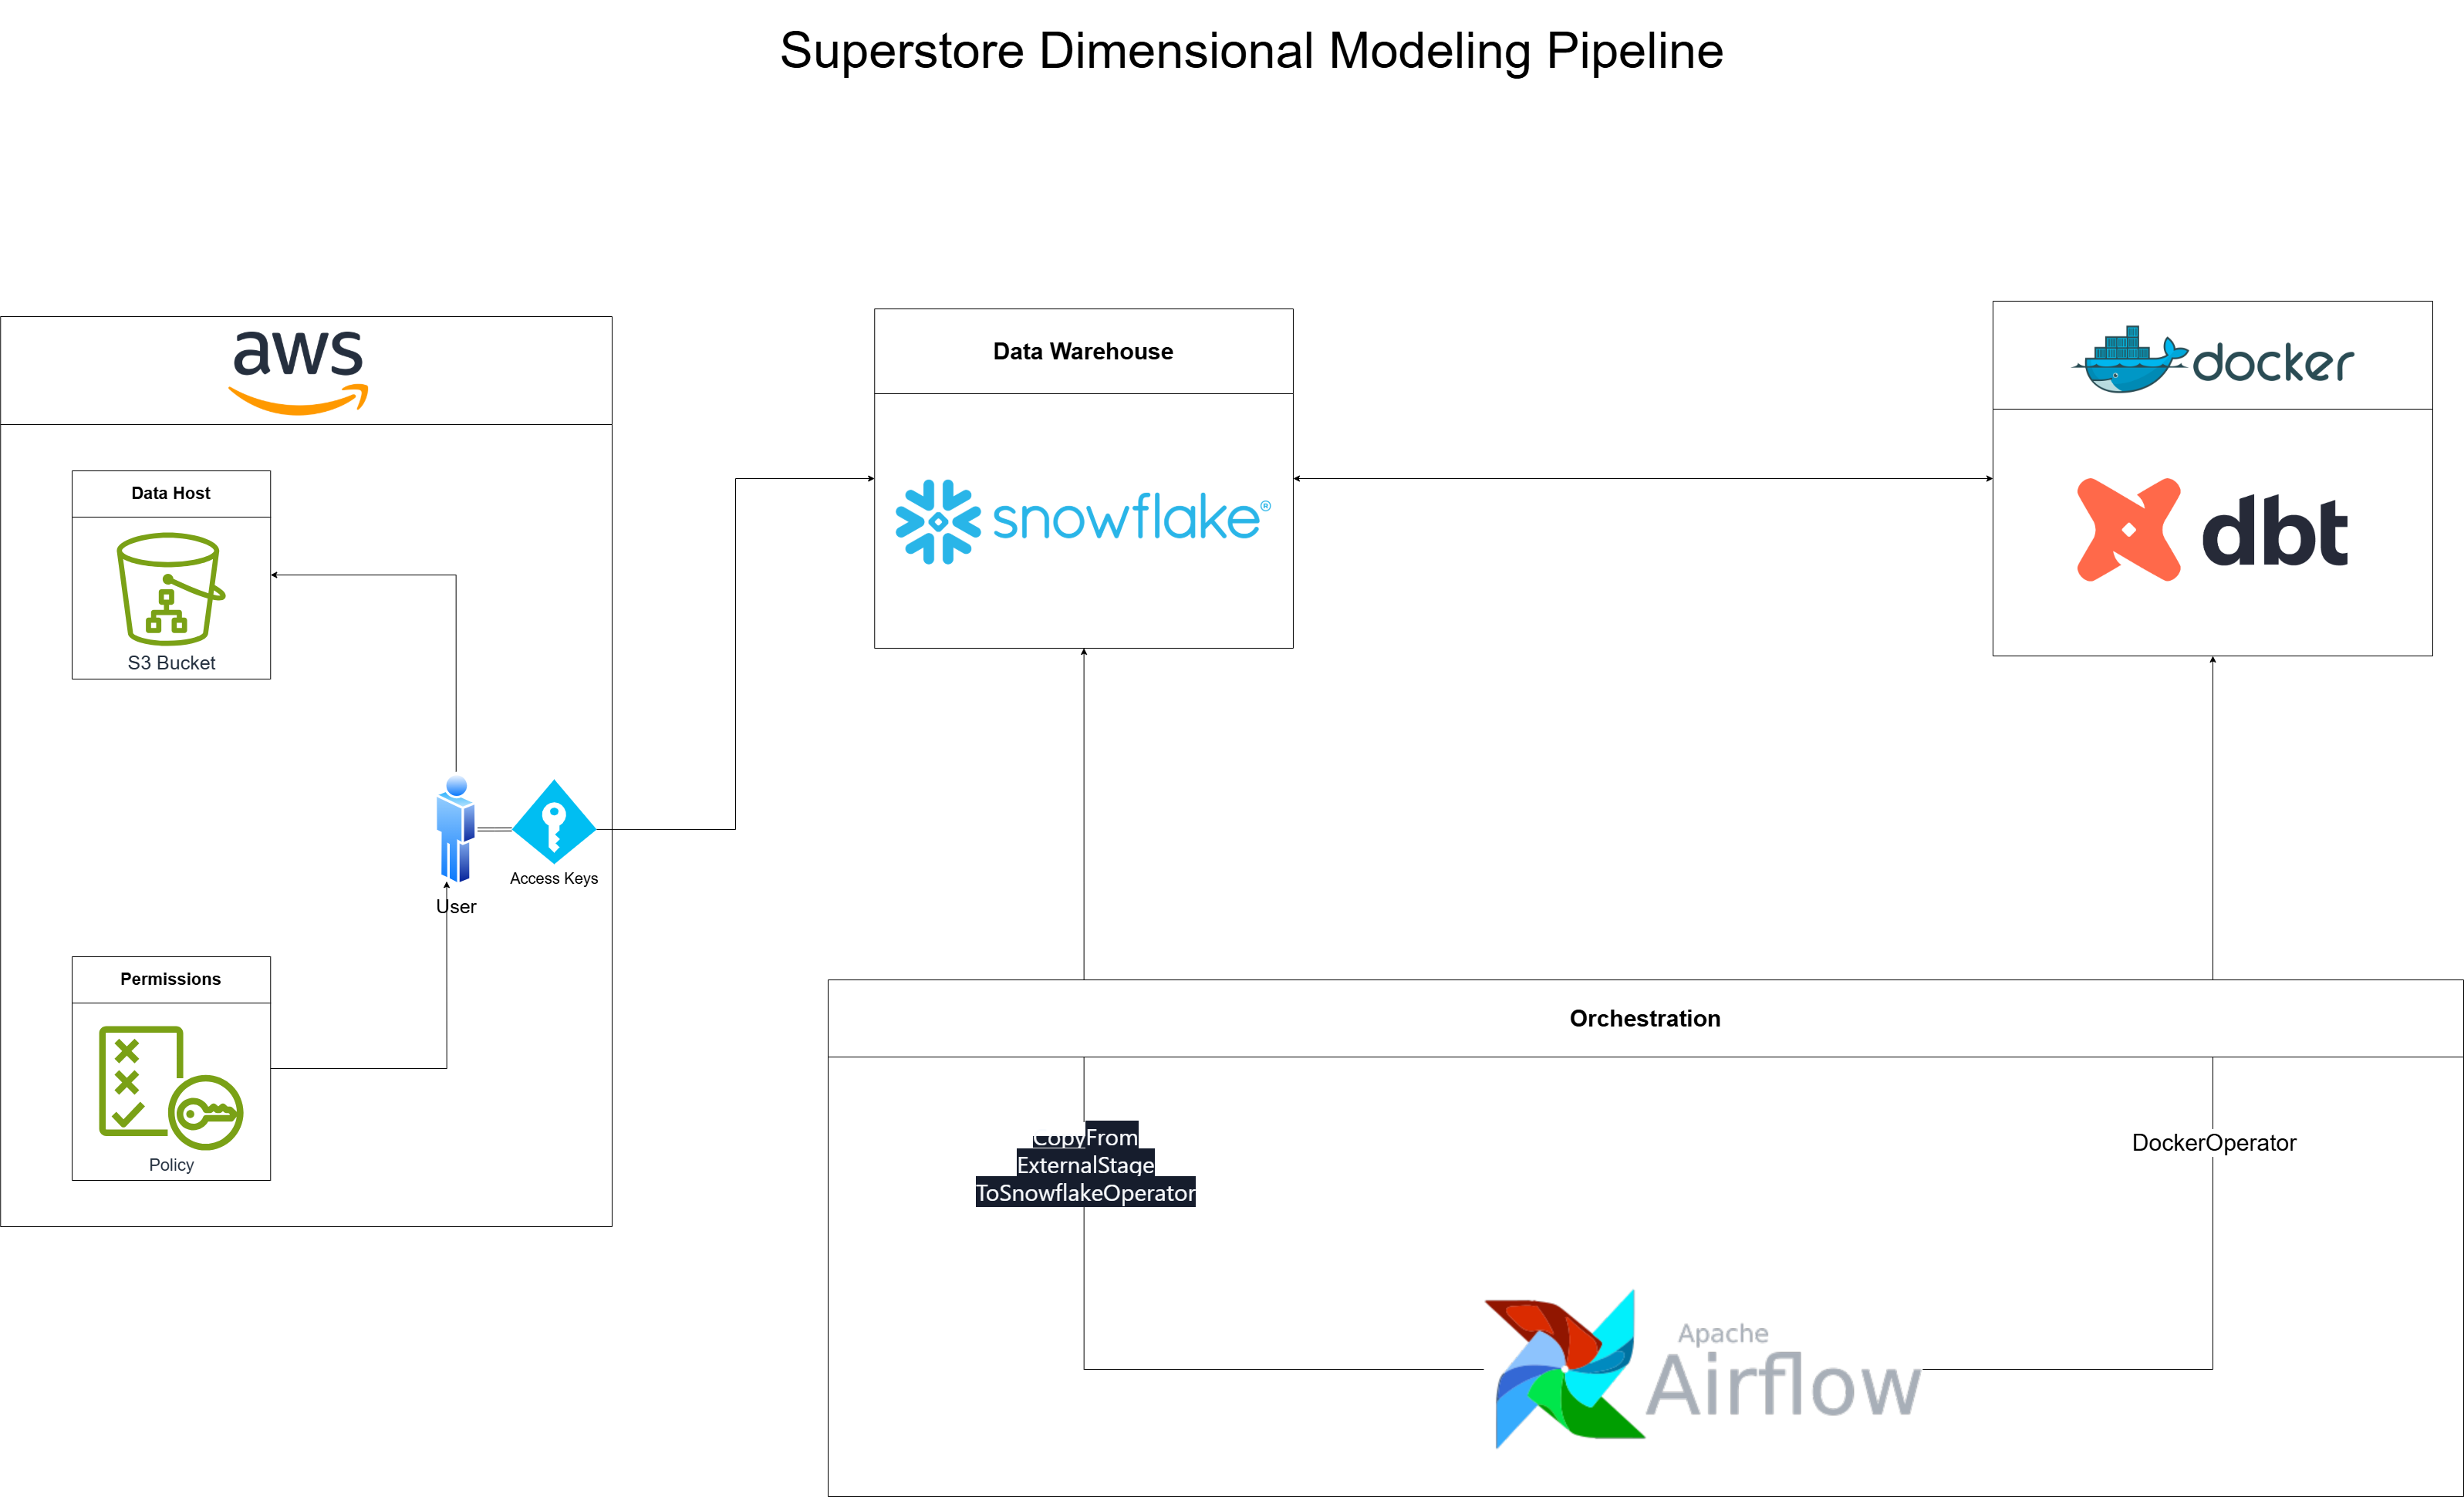 Superstore Dimensional Modeling Pipeline
aws
Data Host
S3 Bucket
User
Access Keys
Permissions
Policy
Data Warehouse
snowflake®
docker
dbt
Orchestration
CopyFrom
ExternalStage
ToSnowflakeOperator
DockerOperator
Apache
Airflow